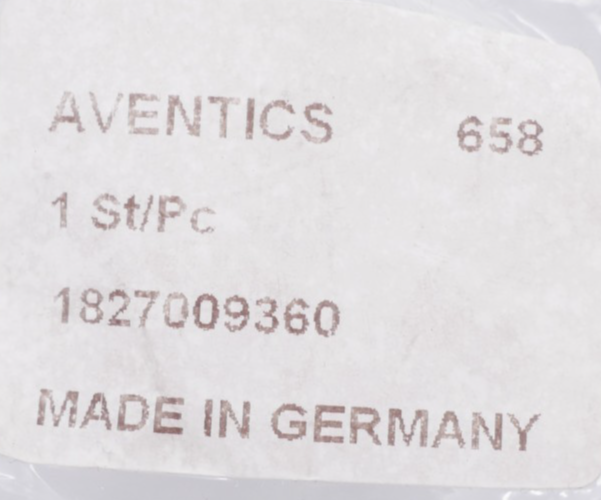 AVENTICS 658
1 St/Pc
1827009360
MADE IN GERMANY